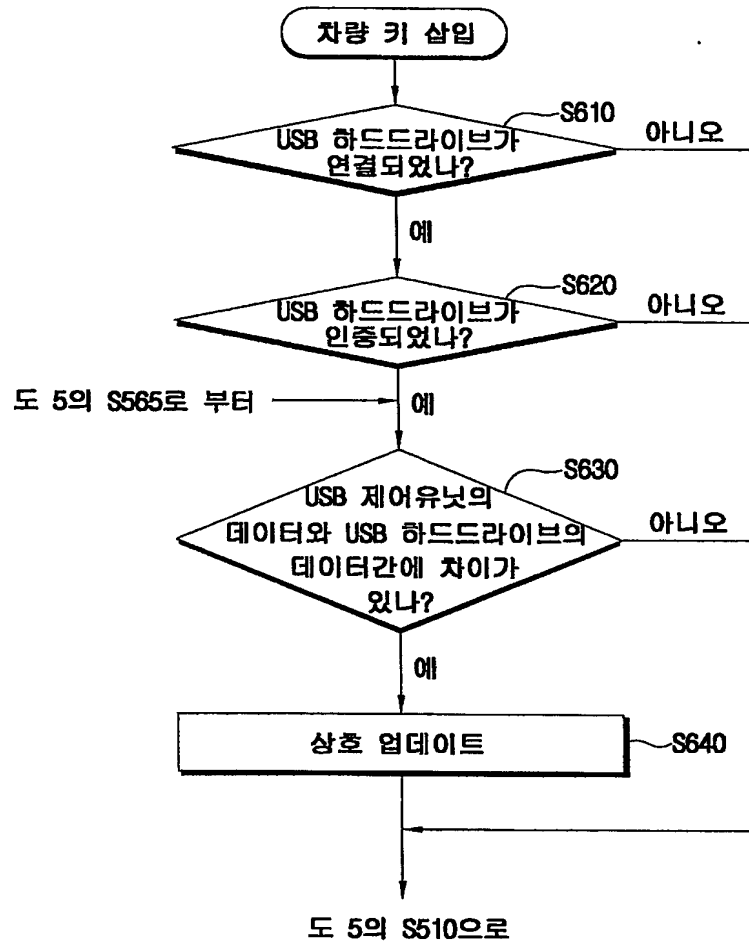 차량 키 삽입
S610
USB 하드드라이브가
연결되었나?
아니오
예
S620
USB 하드드라이브가
인증되었나?
아니오
도 5의 S565로 부터
예
S630
USB 제어유닛의
데이터와 USB 하드드라이브의
데이터간에 차이가
있나?
아니오
예
상호 업데이트
S640
도 5의 S510으로